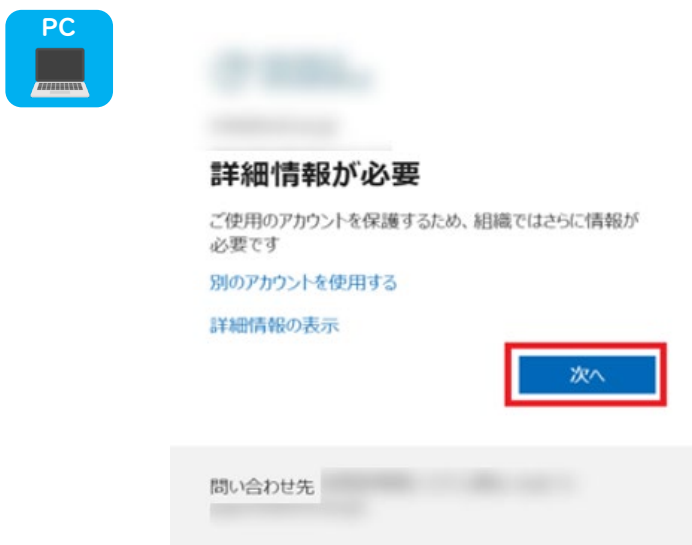 PC
詳細情報が必要
ご使用のアカウントを保護するため、組織ではさらに情報が
必要です
別のアカウントを使用する
詳細情報の表示
次へ
問い合わせ先